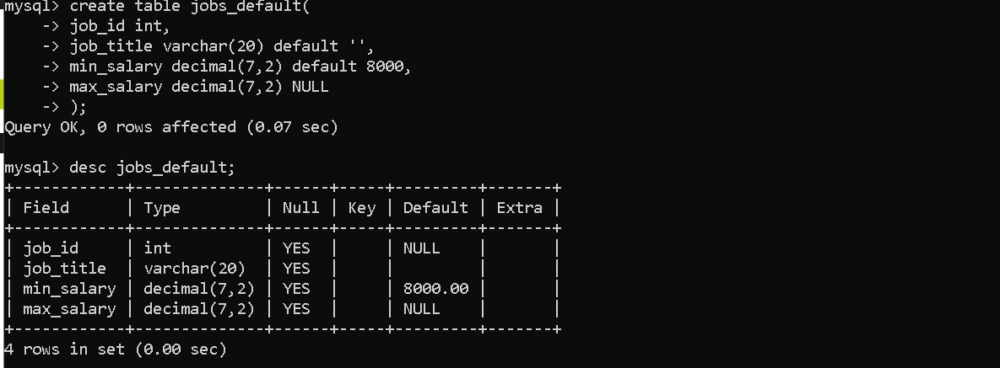 mysql> create table jobs_default(
    -> job_id int,
    -> job_title varchar(20) default '',
    -> min_salary decimal(7,2) default 8000,
    -> max_salary decimal(7,2) NULL
    -> );
Query OK, 0 rows affected (0.07 sec)

mysql> desc jobs_default;
+------------+--------------+------+-----+---------+-------+
| Field      | Type         | Null | Key | Default | Extra |
+------------+--------------+------+-----+---------+-------+
| job_id     | int          | YES  |     | NULL    |       |
| job_title  | varchar(20)  | YES  |     |         |       |
| min_salary | decimal(7,2) | YES  |     | 8000.00 |       |
| max_salary | decimal(7,2) | YES  |     | NULL    |       |
+------------+--------------+------+-----+---------+-------+
4 rows in set (0.00 sec)